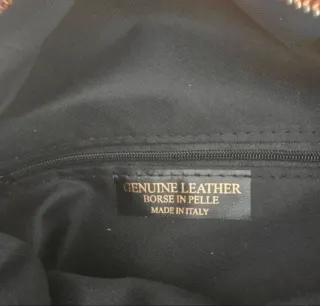 GENUINE LEATHER
BORSE IN PELLE
MADE IN ITALY